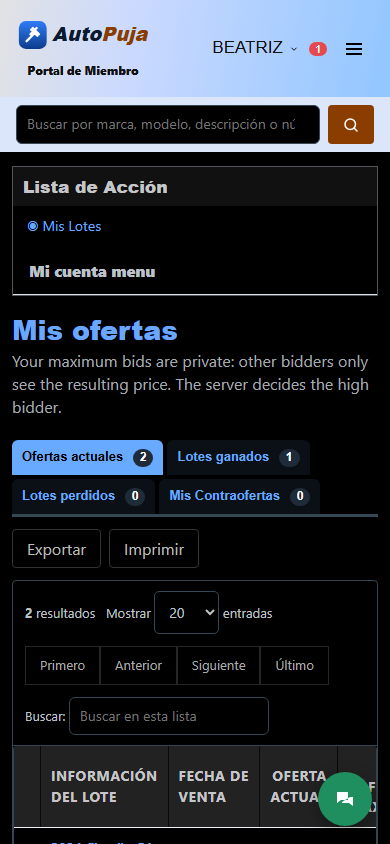 AutoPuja
Portal de Miembro
BEATRIZ
1
Buscar por marca, modelo, descripción o nú
Lista de Acción
Mis Lotes
Mi cuenta menu
Mis ofertas
Your maximum bids are private: other bidders only
see the resulting price. The server decides the high
bidder.
Ofertas actuales 2
Lotes ganados 1
Lotes perdidos 0
Mis Contraofertas 0
Exportar
Imprimir
2 resultados Mostrar 20 entradas
Primero
Anterior
Siguiente
Último
Buscar: Buscar en esta lista
INFORMACIÓN
DEL LOTE
FECHA DE
VENTA
OFERTA